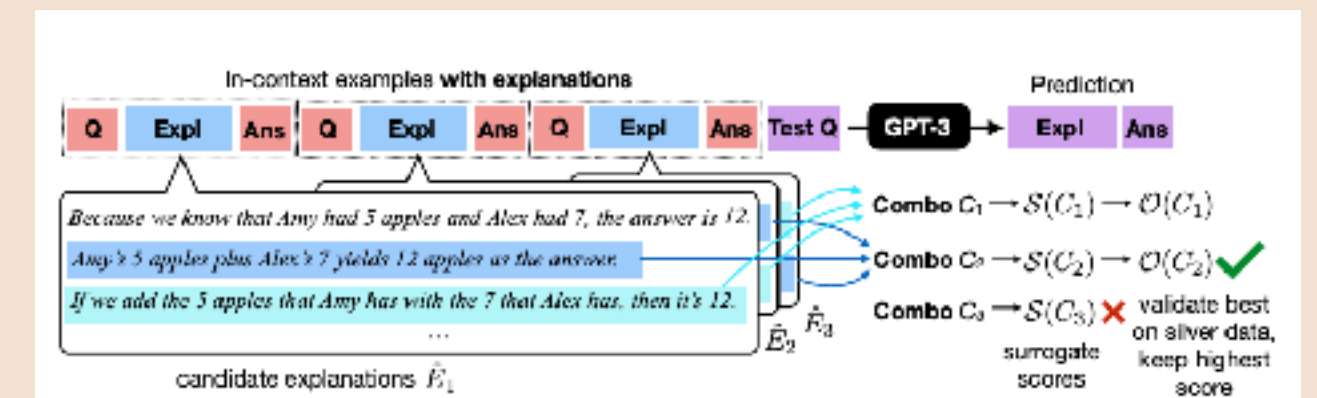 In-context examples with explanations
Prediction
Q Expl Ans Q Expl Ans Q Expl Ans Test Q GPT-3 Expl Ans
Because we know that Amy had 5 apples and Alex had 7, the answer is 12.
Amy's 5 apples plus Alex's 7 yields 12 apples as the answer.
If we add the 5 apples that Amy has with the 7 that Alex has, then it's 12.
...
candidate explanations Ê₁
Ê₂
Ê₃
Combo C₁ → S(C₁) → O(C₁)
Combo C₂ → S(C₂) → O(C₂) ✓
Combo C₃ → S(C₃) ✗
surrogate
scores
validate best
on silver data,
keep highest
score